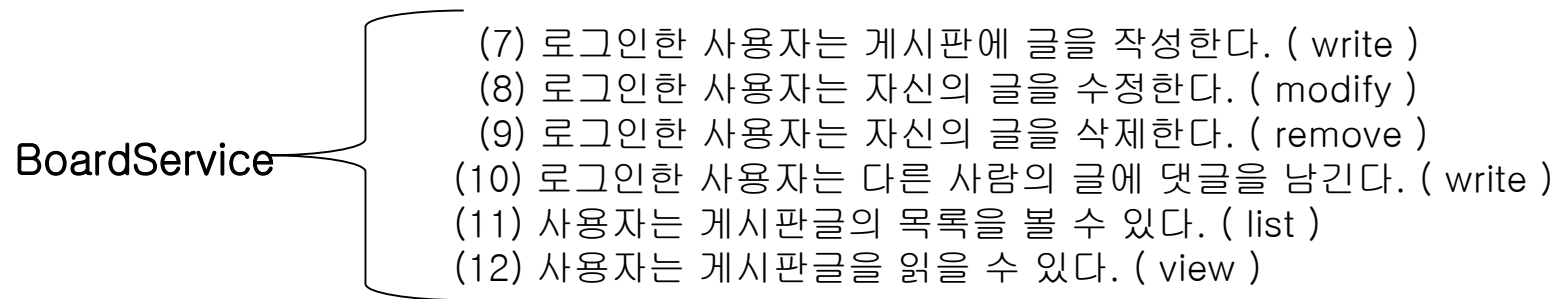 (7) 로그인한 사용자는 게시판에 글을 작성한다. ( write )
(8) 로그인한 사용자는 자신의 글을 수정한다. ( modify )
(9) 로그인한 사용자는 자신의 글을 삭제한다. ( remove )
BoardService
(10) 로그인한 사용자는 다른 사람의 글에 댓글을 남긴다. ( write )
(11) 사용자는 게시판글의 목록을 볼 수 있다. ( list )
(12) 사용자는 게시판글을 읽을 수 있다. ( view )